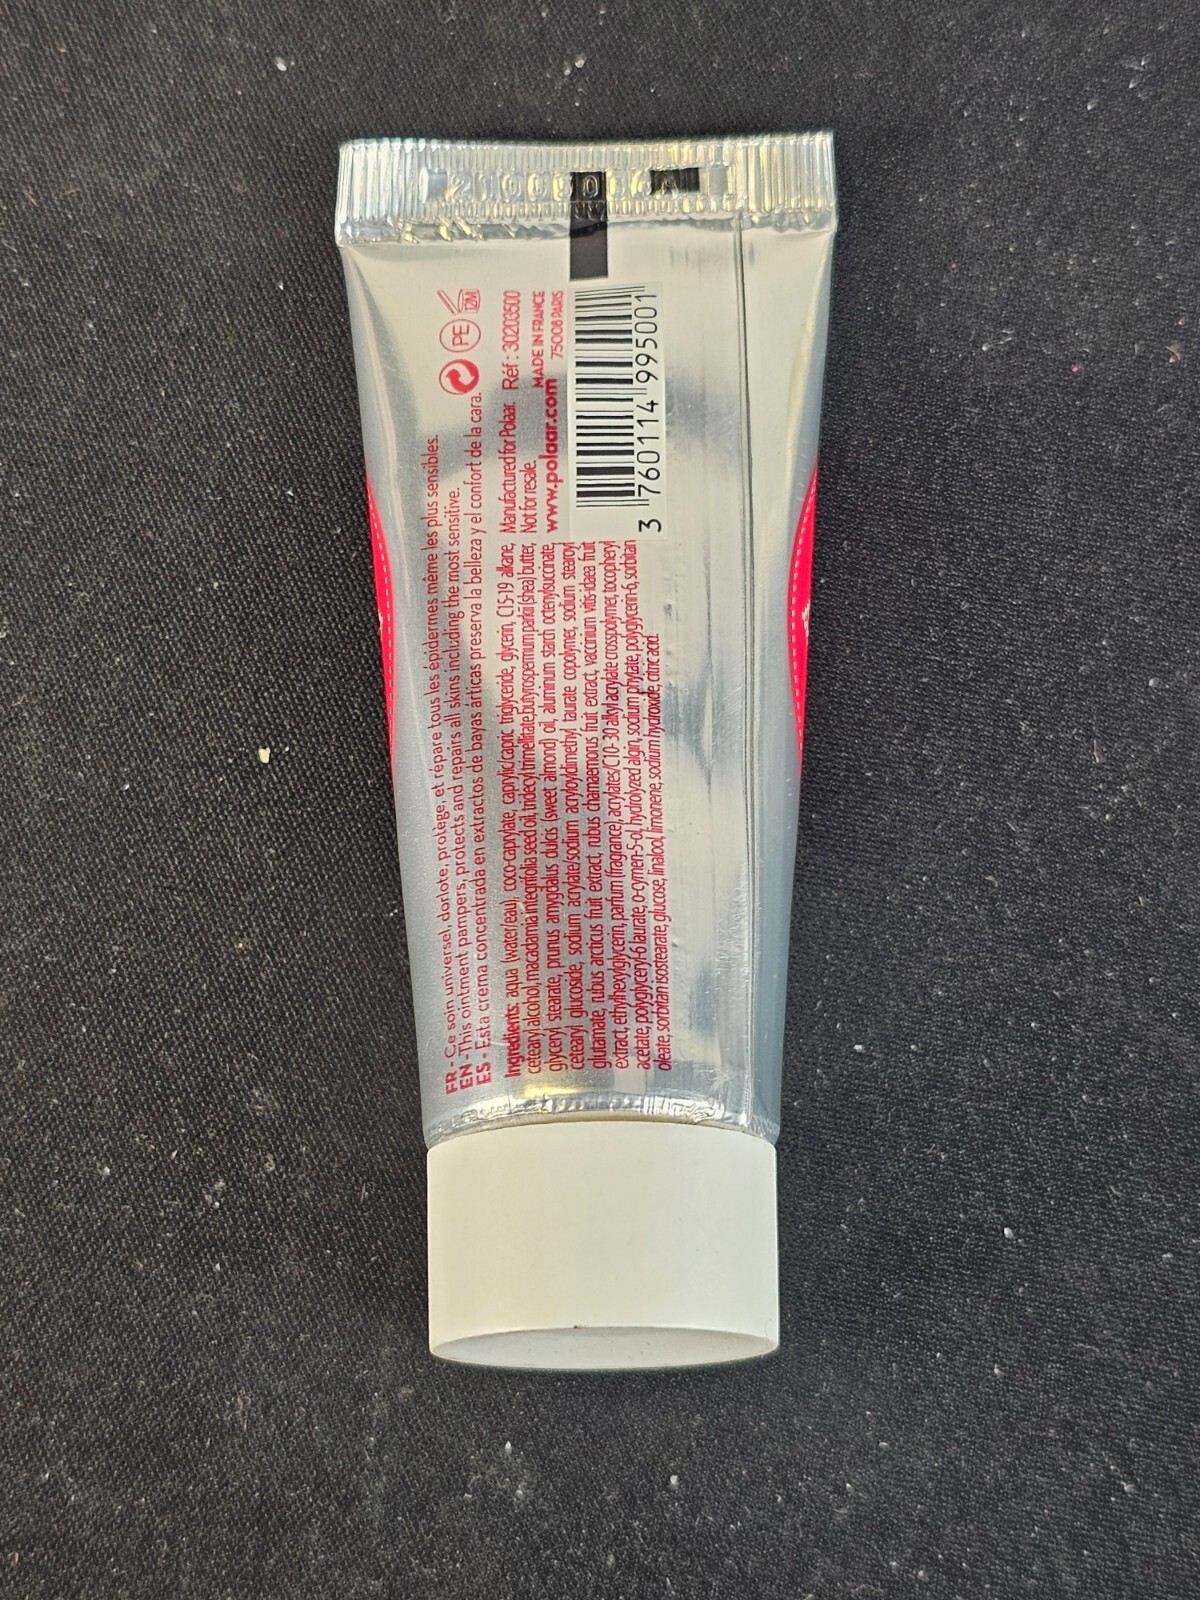 FR - Ce soin universel, dorlote, protège, et répare tous les épidermes même les plus sensibles.
EN - This ointment pampers, protects and repairs all skins including the most sensitive.
ES - Esta crema concentrada en extractos de bayas árticas preserva la belleza y el confort de la cara.
PE
12M
Ingredients: aqua (water/eau), coco-caprylate, caprylic/capric triglyceride, glycerin, C15-19 alkane,
cetearyl alcohol, macadamia integrifolia seed oil, tridecyl trimellitate, butyrospermum parkii (shea) butter,
glyceryl stearate, prunus amygdalus dulcis (sweet almond) oil, aluminum starch octenylsuccinate,
cetearyl glucoside, sodium acrylate/sodium acryloyldimethyl taurate copolymer, sodium stearoyl
glutamate, rubus arcticus fruit extract, rubus chamaemorus fruit extract, vaccinium vitis-idaea fruit
extract, ethylhexylglycerin, parfum (fragrance), acrylates/C10-30 alkyl acrylate crosspolymer, tocopheryl
acetate, polyglyceryl-6 laurate, o-cymen-5-ol, hydrolyzed algin, sodium phytate, polyglycerin-6, sorbitan
oleate, sorbitan isostearate, glucose, linalool, limonene, sodium hydroxide, citric acid.
Manufactured for Polaar. Réf : 30203500
Not for resale. MADE IN FRANCE
www.polaar.com 75008 PARIS
3 760114 995001